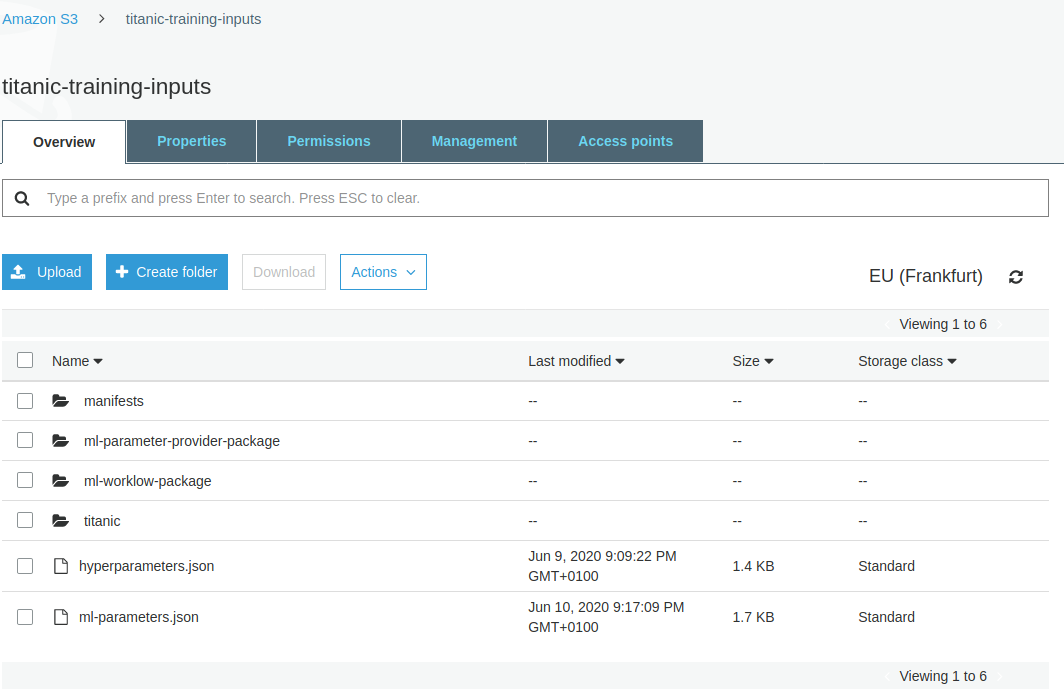 Amazon S3 > titanic-training-inputs
titanic-training-inputs
Overview Properties Permissions Management Access points
Type a prefix and press Enter to search. Press ESC to clear.
Upload Create folder Download Actions EU (Frankfurt)
Viewing 1 to 6
Name Last modified Size Storage class
manifests -- -- --
ml-parameter-provider-package -- -- --
ml-worklow-package -- -- --
titanic -- -- --
hyperparameters.json Jun 9, 2020 9:09:22 PM 1.4 KB Standard
GMT+0100
ml-parameters.json Jun 10, 2020 9:17:09 PM 1.7 KB Standard
GMT+0100
Viewing 1 to 6